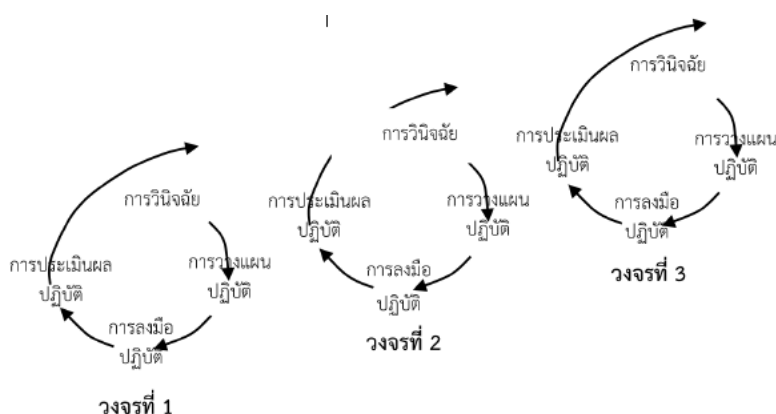 การวินิจฉัย
การวางแผน
ปฏิบัติ
การลงมือ
ปฏิบัติ
การประเมินผล
ปฏิบัติ
วงจรที่ 1
การวินิจฉัย
การวางแผน
ปฏิบัติ
การลงมือ
ปฏิบัติ
การประเมินผล
ปฏิบัติ
วงจรที่ 2
การวินิจฉัย
การวางแผน
ปฏิบัติ
การลงมือ
ปฏิบัติ
การประเมินผล
ปฏิบัติ
วงจรที่ 3